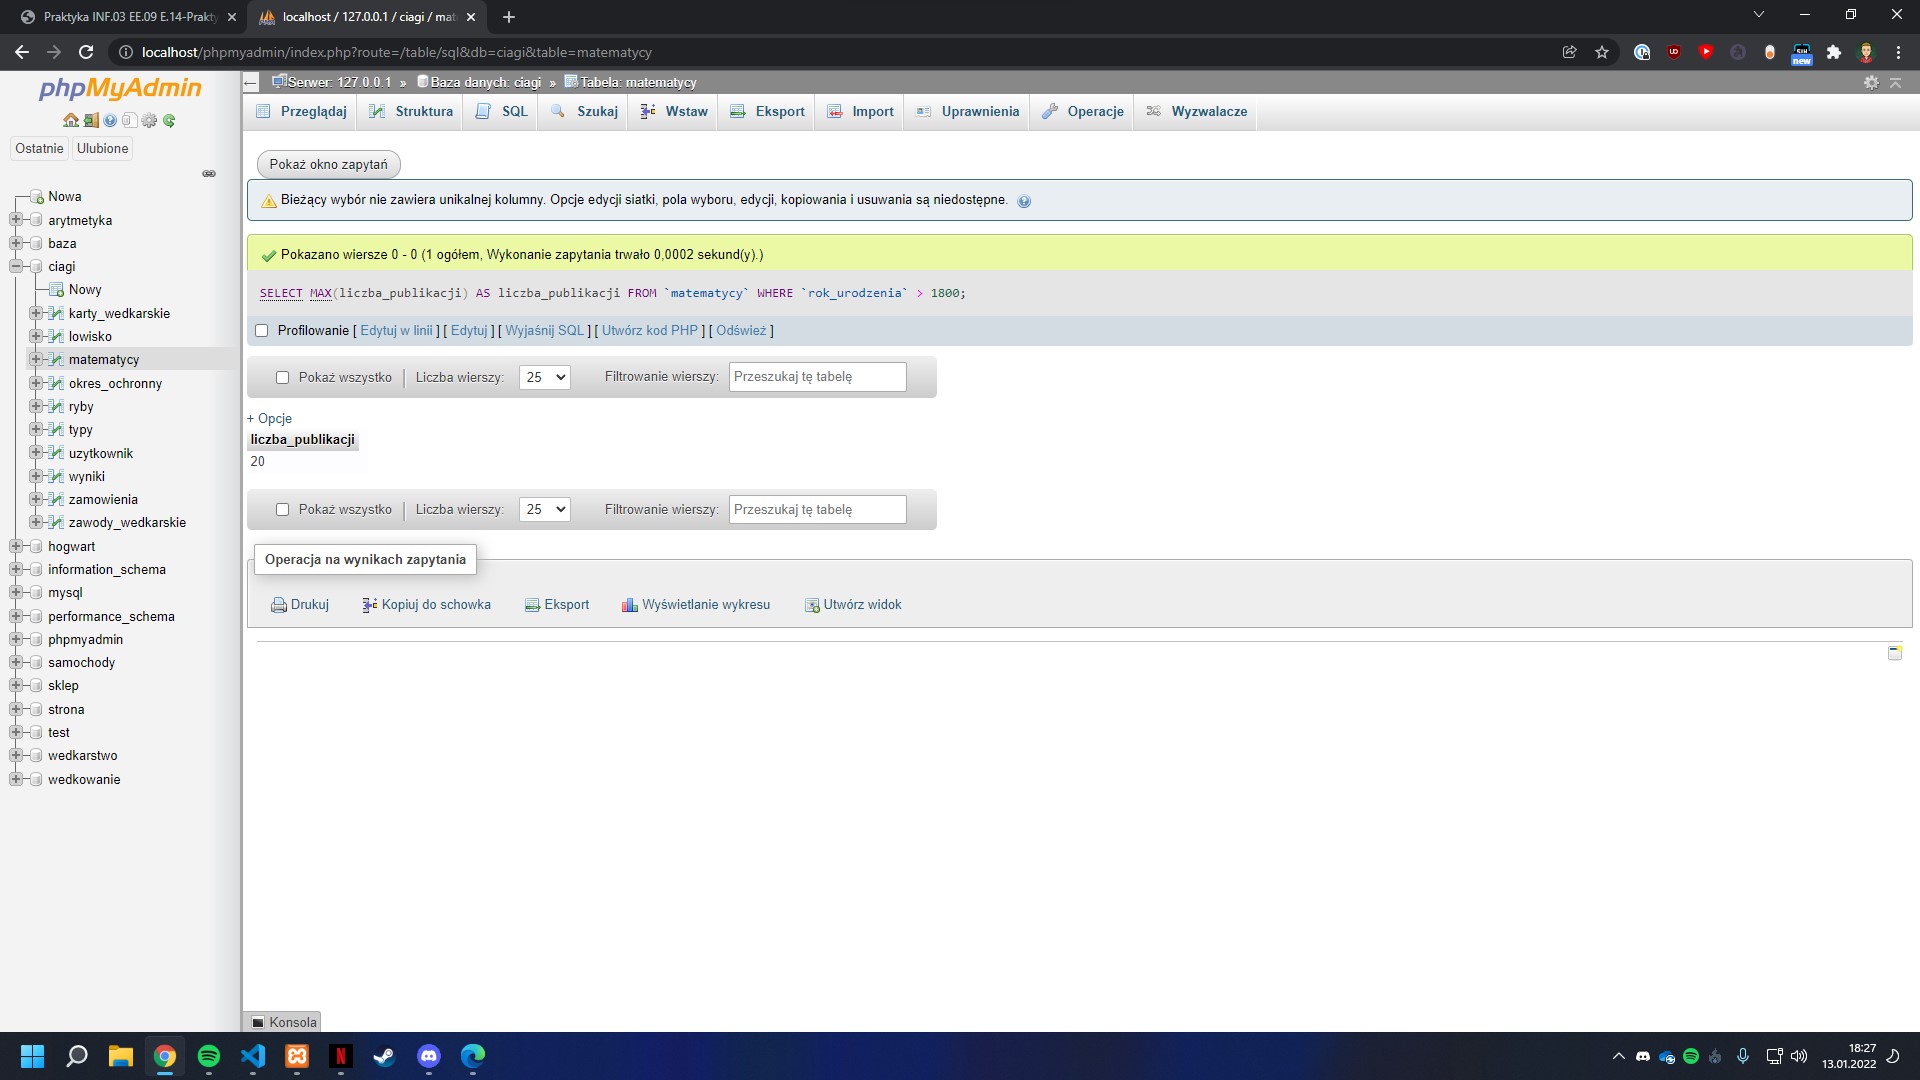 Praktyka INF.03 EE.09 E.14-Prakty
localhost / 127.0.0.1 / ciagi / mat
localhost/phpmyadmin/index.php?route=/table/sql&db=ciagi&table=matematycy
new
phpMyAdmin
Ostatnie
Ulubione
Nowa
arytmetyka
baza
ciagi
Nowy
karty_wedkarskie
lowisko
matematycy
okres_ochronny
ryby
typy
uzytkownik
wyniki
zamowienia
zawody_wedkarskie
hogwart
information_schema
mysql
performance_schema
phpmyadmin
samochody
sklep
strona
test
wedkarstwo
wedkowanie
Serwer: 127.0.0.1 » Baza danych: ciagi » Tabela: matematycy
Przeglądaj Struktura SQL Szukaj Wstaw Eksport Import Uprawnienia Operacje Wyzwalacze
Pokaż okno zapytań
Bieżący wybór nie zawiera unikalnej kolumny. Opcje edycji siatki, pola wyboru, edycji, kopiowania i usuwania są niedostępne.
Pokazano wiersze 0 - 0 (1 ogółem, Wykonanie zapytania trwało 0,0002 sekund(y).)
SELECT MAX(liczba_publikacji) AS liczba_publikacji FROM `matematycy` WHERE `rok_urodzenia` > 1800;
Profilowanie [ Edytuj w linii ] [ Edytuj ] [ Wyjaśnij SQL ] [ Utwórz kod PHP ] [ Odśwież ]
Pokaż wszystko | Liczba wierszy: 25 Filtrowanie wierszy: Przeszukaj tę tabelę
+ Opcje
liczba_publikacji
20
Pokaż wszystko | Liczba wierszy: 25 Filtrowanie wierszy: Przeszukaj tę tabelę
Operacja na wynikach zapytania
Drukuj Kopiuj do schowka Eksport Wyświetlanie wykresu Utwórz widok
Konsola
18:27
13.01.2022